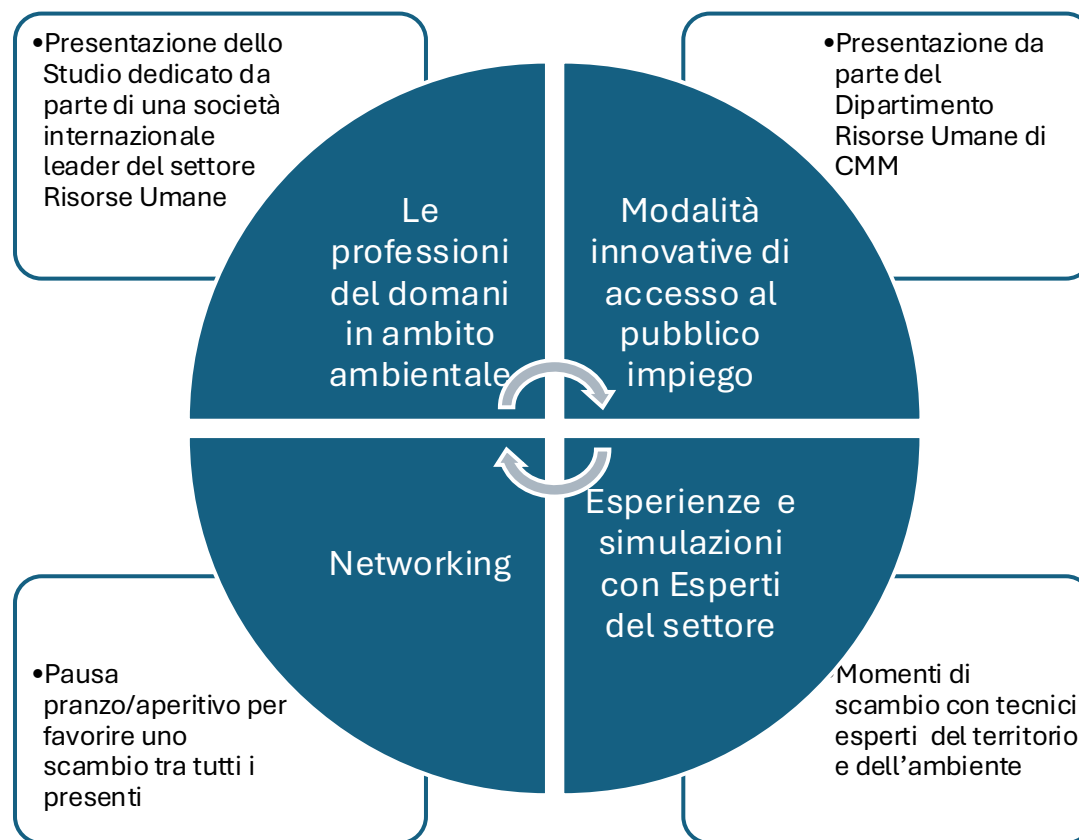 •Presentazione dello
Studio dedicato da
parte di una società
internazionale
leader del settore
Risorse Umane
•Presentazione da
parte del
Dipartimento
Risorse Umane di
CMM
Le
professioni
del domani
in ambito
ambientale
Modalità
innovative di
accesso al
pubblico
impiego
Networking
Esperienze e
simulazioni
con Esperti
del settore
•Pausa
pranzo/aperitivo per
favorire uno
scambio tra tutti i
presenti
•Momenti di
scambio con tecnici
esperti del territorio
e dell’ambiente